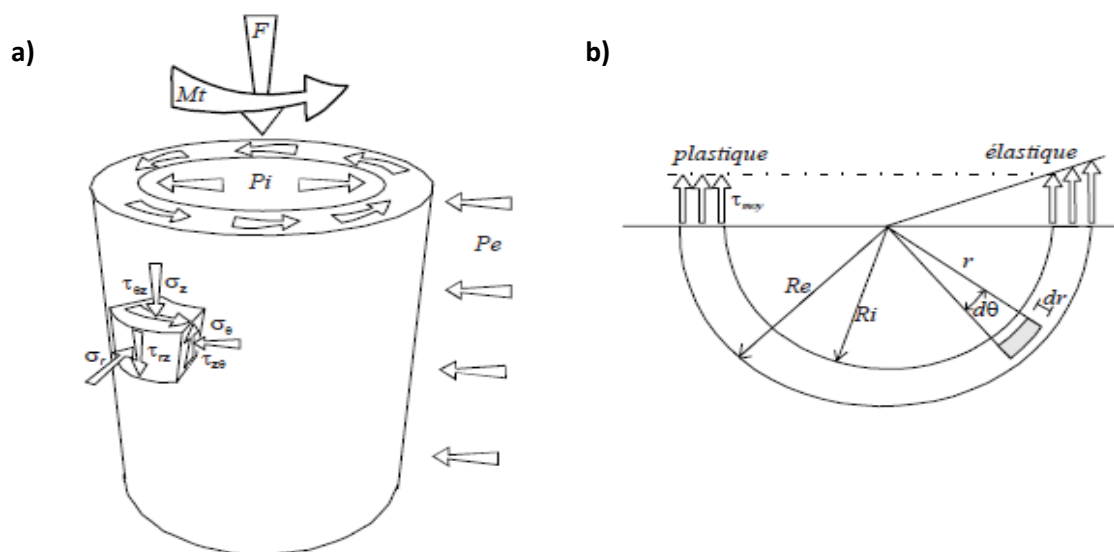 a)
F
Mt
Pi
Pe
τθz
σz
σθ
τrz
τzθ
σr
b)
plastique
élastique
τmoy
r
Re
Ri
dθ
dr